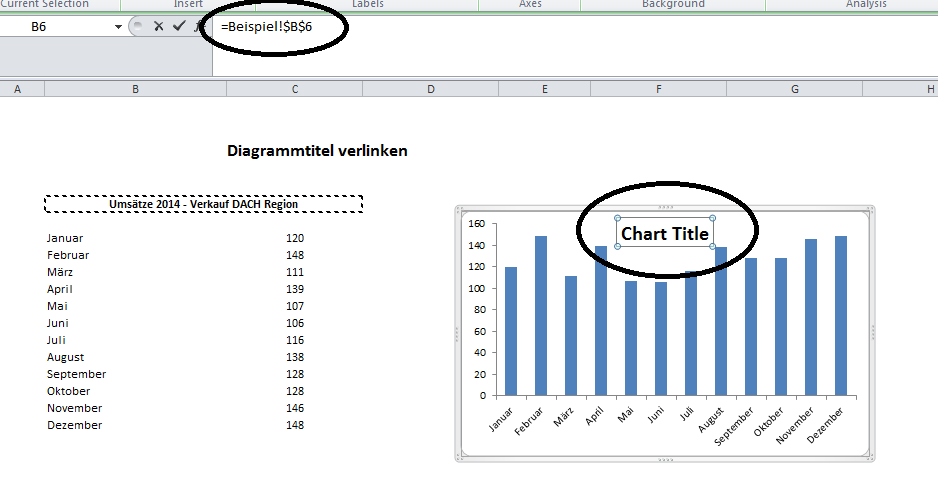 Current Selection Insert Labels Axes Background Analysis
B6 =Beispiel!$B$6
A B C D E F G H
Diagrammtitel verlinken
Umsätze 2014 - Verkauf DACH Region
Januar 120
Februar 148
März 111
April 139
Mai 107
Juni 106
Juli 116
August 138
September 128
Oktober 128
November 146
Dezember 148
Chart Title
160
140
120
100
80
60
40
20
0
Januar Februar März April Mai Juni Juli August September Oktober November Dezember